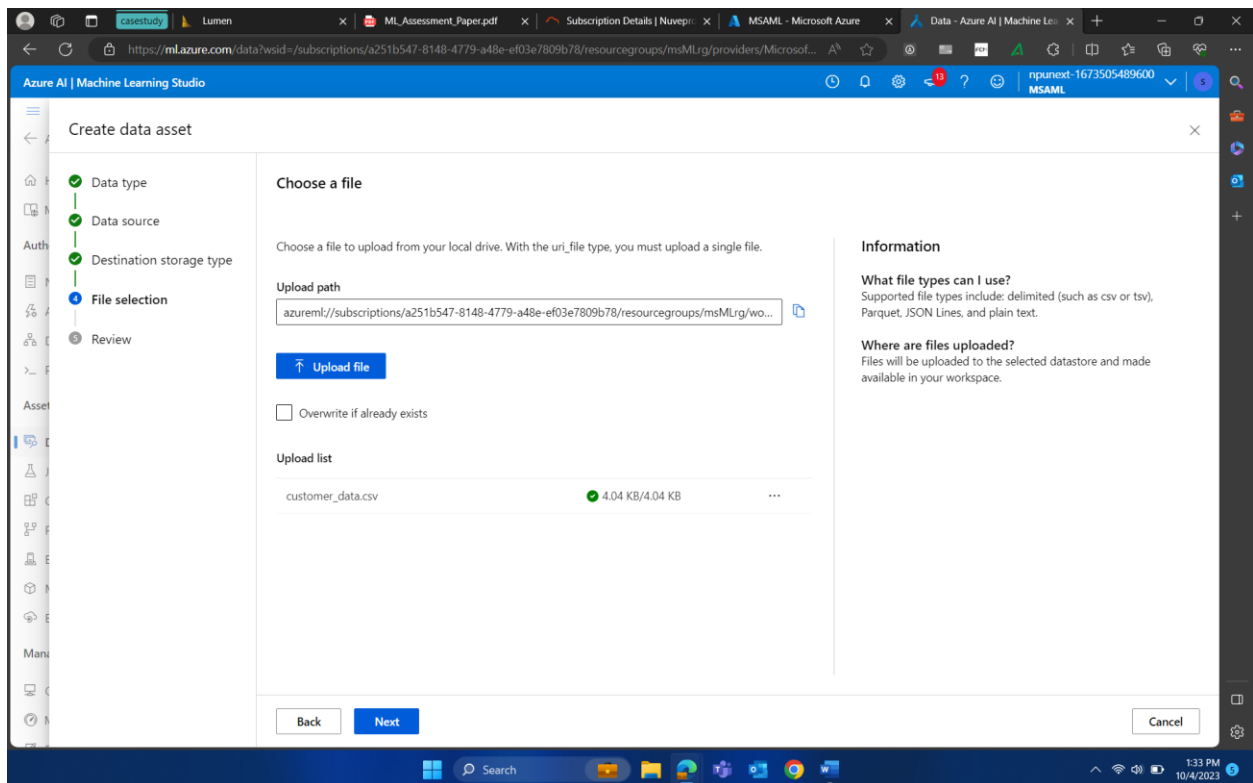 casestudy
Lumen
ML_Assessment_Paper.pdf
Subscription Details | Nuvepro
MSAML - Microsoft Azure
Data - Azure AI | Machine Lea
https://ml.azure.com/data?wsid=/subscriptions/a251b547-8148-4779-a48e-ef03e7809b78/resourcegroups/msMLrg/providers/Microsof...
Azure AI | Machine Learning Studio
13
npunext-1673505489600
MSAML
S
Create data asset
Data type
Data source
Destination storage type
4 File selection
5 Review
Auth
Asset
Mana
Choose a file
Choose a file to upload from your local drive. With the uri_file type, you must upload a single file.
Upload path
azureml://subscriptions/a251b547-8148-4779-a48e-ef03e7809b78/resourcegroups/msMLrg/wo...
Upload file
Overwrite if already exists
Upload list
customer_data.csv 4.04 KB/4.04 KB
Information
What file types can I use?
Supported file types include: delimited (such as csv or tsv),
Parquet, JSON Lines, and plain text.
Where are files uploaded?
Files will be uploaded to the selected datastore and made
available in your workspace.
Back
Next
Cancel
Search
1:33 PM
10/4/2023
5